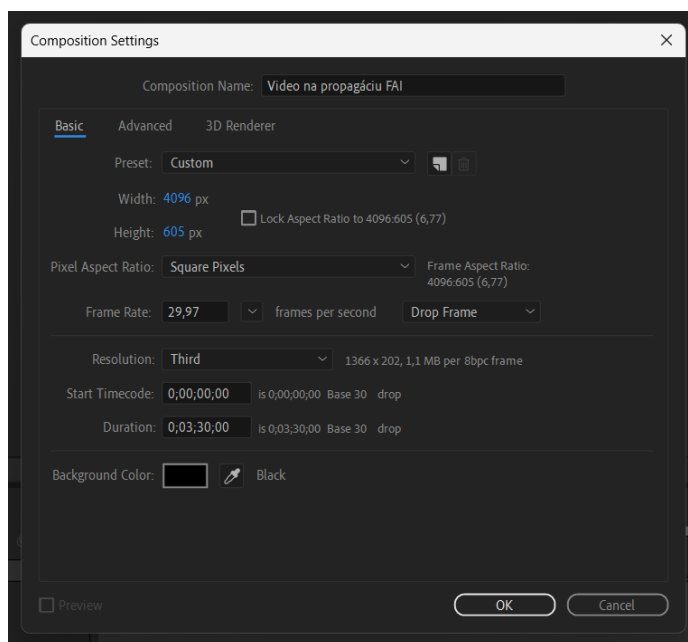 Composition Settings
Composition Name: Video na propagáciu FAI
Basic Advanced 3D Renderer
Preset: Custom
Width: 4096 px
Lock Aspect Ratio to 4096:605 (6,77)
Height: 605 px
Pixel Aspect Ratio: Square Pixels
Frame Aspect Ratio:
4096:605 (6,77)
Frame Rate: 29,97 frames per second Drop Frame
Resolution: Third 1366 x 202, 1,1 MB per 8bpc frame
Start Timecode: 0;00;00;00 is 0;00;00;00 Base 30 drop
Duration: 0;03;30;00 is 0;03;30;00 Base 30 drop
Background Color: Black
Preview OK Cancel